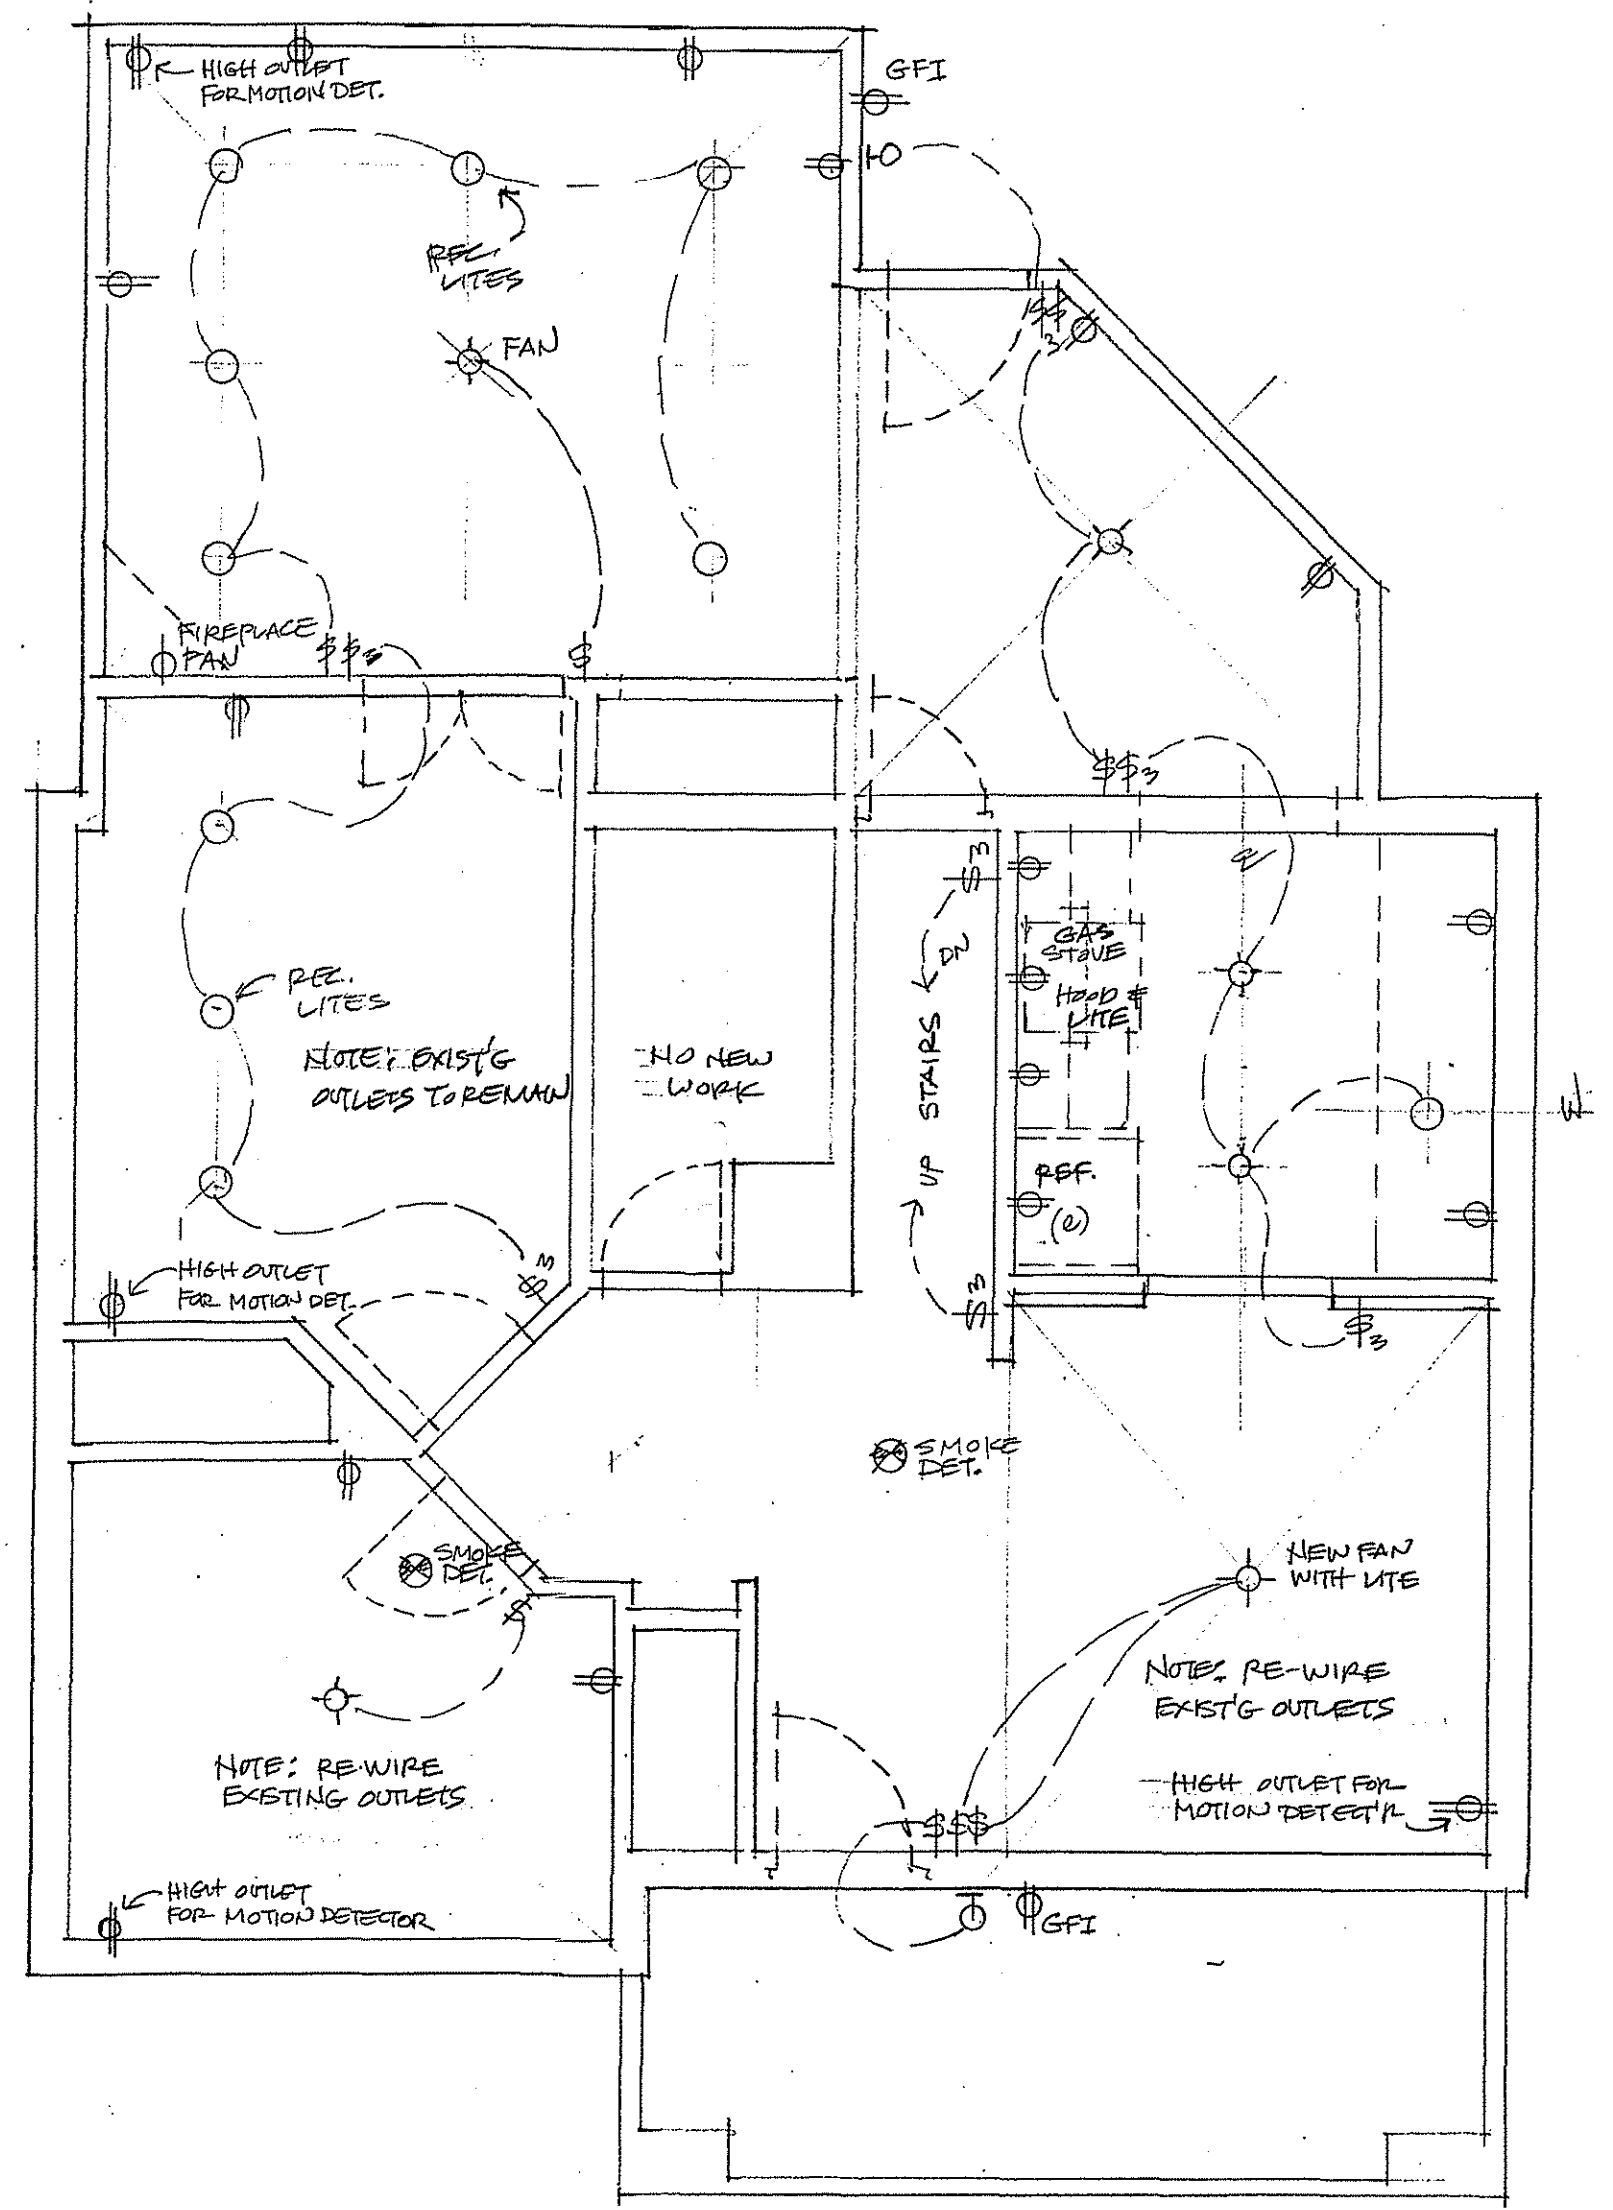 HIGH OUTLET
FOR MOTION DET.
GFI
REC.
LITES
FAN
$$
3
FIREPLACE
FAN
$$3
$
$$3
REC.
LITES
NOTE: EXIST'G
OUTLETS TO REMAIN
NO NEW
WORK
$3
DN
UP STAIRS
$3
GAS
STOVE
HOOD &
LITE
REF.
(e)
W
HIGH OUTLET
FOR MOTION DET.
$3
$3
SMOKE
DET.
SMOKE
DET.
$
NEW FAN
WITH LITE
NOTE: RE-WIRE
EXIST'G OUTLETS
NOTE: RE-WIRE
EXISTING OUTLETS
HIGH OUTLET FOR
MOTION DETECT'R
$$$
HIGH OUTLET
FOR MOTION DETECTOR
GFI